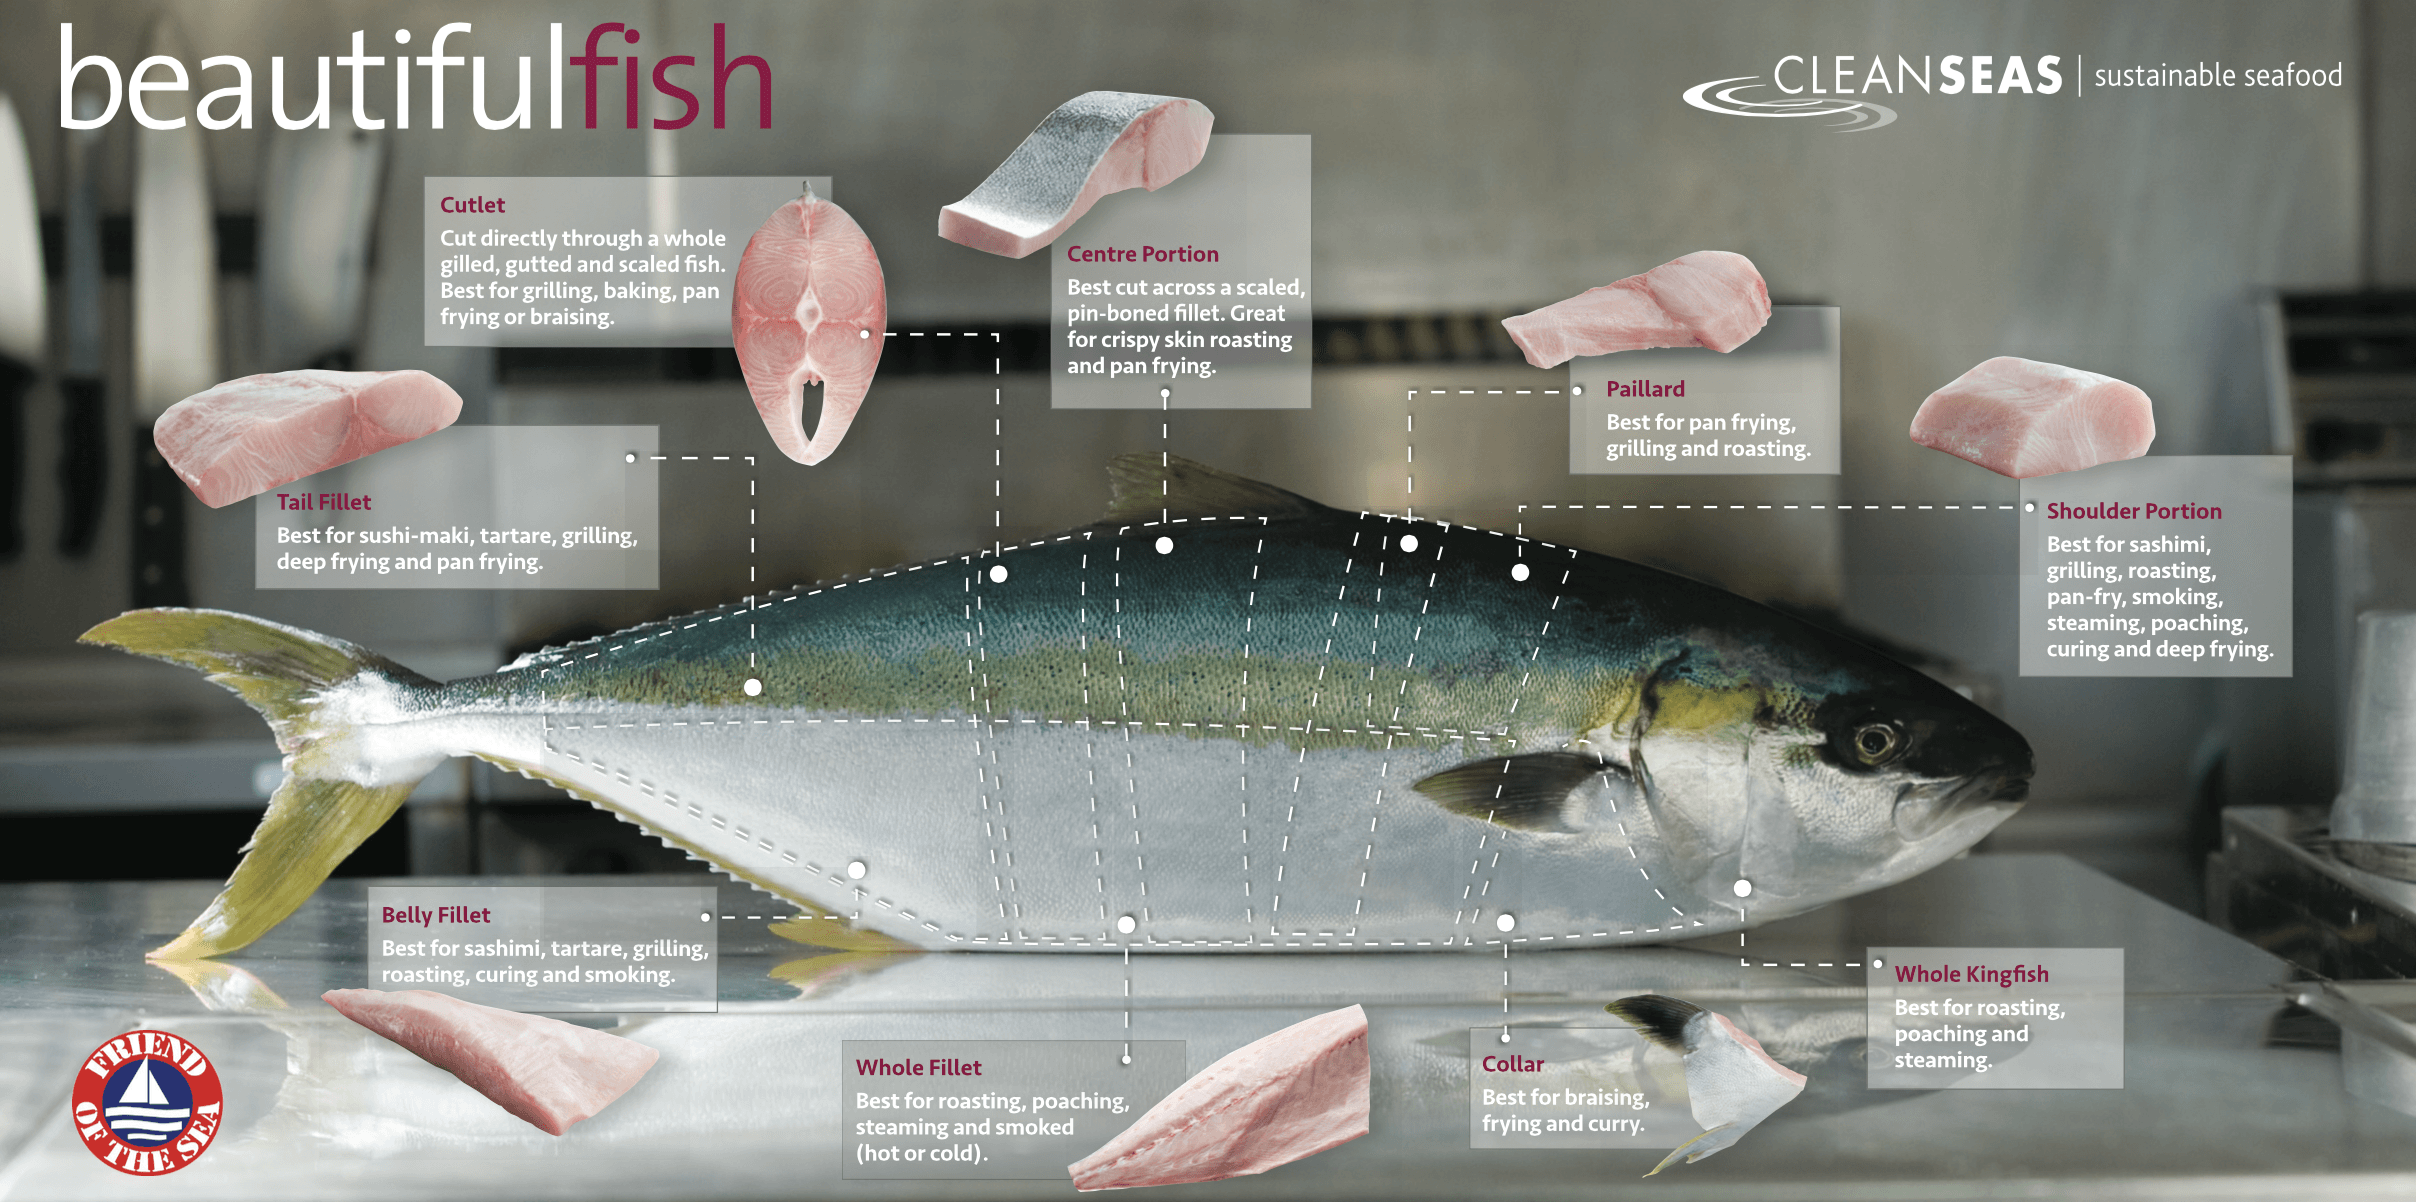 beautifulfish
CLEANSEAS | sustainable seafood
Cutlet
Cut directly through a whole
gilled, gutted and scaled fish.
Best for grilling, baking, pan
frying or braising.
Centre Portion
Best cut across a scaled,
pin-boned fillet. Great
for crispy skin roasting
and pan frying.
Paillard
Best for pan frying,
grilling and roasting.
Tail Fillet
Best for sushi-maki, tartare, grilling,
deep frying and pan frying.
Shoulder Portion
Best for sashimi,
grilling, roasting,
pan-fry, smoking,
steaming, poaching,
curing and deep frying.
Belly Fillet
Best for sashimi, tartare, grilling,
roasting, curing and smoking.
Whole Fillet
Best for roasting, poaching,
steaming and smoked
(hot or cold).
Collar
Best for braising,
frying and curry.
Whole Kingfish
Best for roasting,
poaching and
steaming.
FRIEND
OF THE SEA